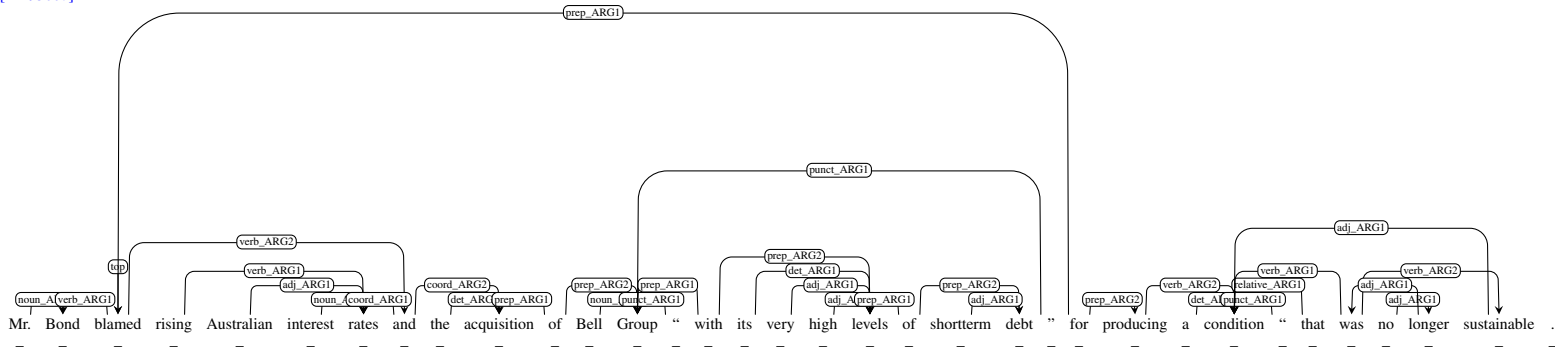 prep_ARG1
punct_ARG1
adj_ARG1
verb_ARG2
prep_ARG2
top verb_ARG1 det_ARG1 verb_ARG1 verb_ARG2
adj_ARG1 coord_ARG2 prep_ARG2 prep_ARG1 adj_ARG1 prep_ARG2 verb_ARG2 relative_ARG1 adj_ARG1
verb_ARG1 coord_ARG1 prep_ARG1 punct_ARG1 prep_ARG1 adj_ARG1 prep_ARG2 punct_ARG1 adj_ARG1
Mr. Bond blamed rising Australian interest rates and the acquisition of Bell Group “ with its very high levels of shortterm debt ” for producing a condition “ that was no longer sustainable .